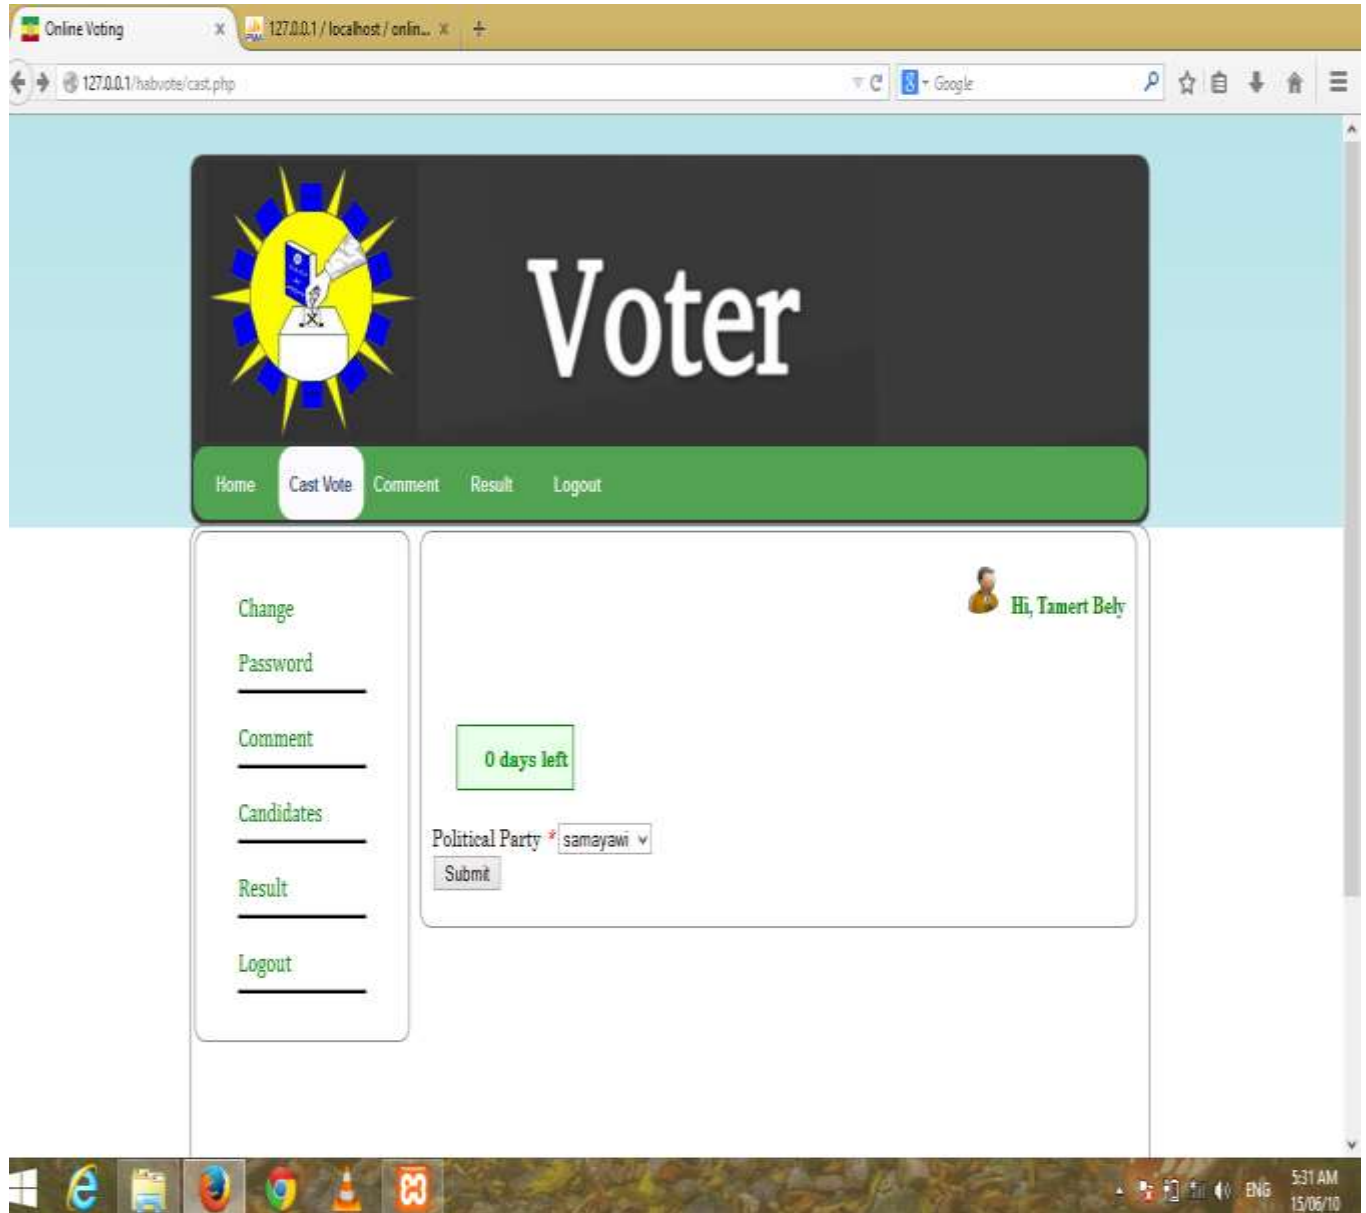 Online Voting
127.0.0.1 / localhost / onlin...
127.0.0.1/habvote/cast.php
Google
Voter
Home Cast Vote Comment Result Logout
Hi, Tamert Bely
Change
Password
Comment
Candidates
Result
Logout
0 days left
Political Party * samayawi
Submit
ENG
5:31 AM
15/06/10